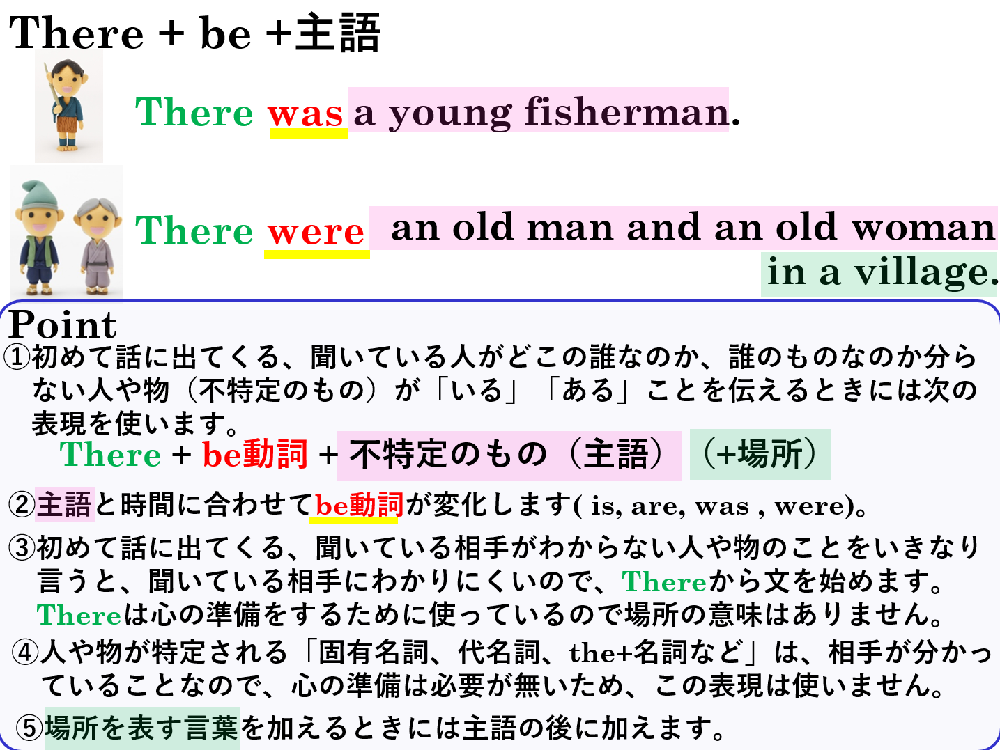 There + be +主語
There was a young fisherman.
There were an old man and an old woman
in a village.
Point
①初めて話に出てくる、聞いている人がどこの誰なのか、誰のものなのか分ら
ない人や物（不特定のもの）が「いる」「ある」ことを伝えるときには次の
表現を使います。
There + be動詞 + 不特定のもの（主語）（+場所）
②主語と時間に合わせてbe動詞が変化します( is, are, was , were)。
③初めて話に出てくる、聞いている相手がわからない人や物のことをいきなり
言うと、聞いている相手にわかりにくいので、Thereから文を始めます。
Thereは心の準備をするために使っているので場所の意味はありません。
④人や物が特定される「固有名詞、代名詞、the+名詞など」は、相手が分かっ
ていることなので、心の準備は必要が無いため、この表現は使いません。
⑤場所を表す言葉を加えるときには主語の後に加えます。